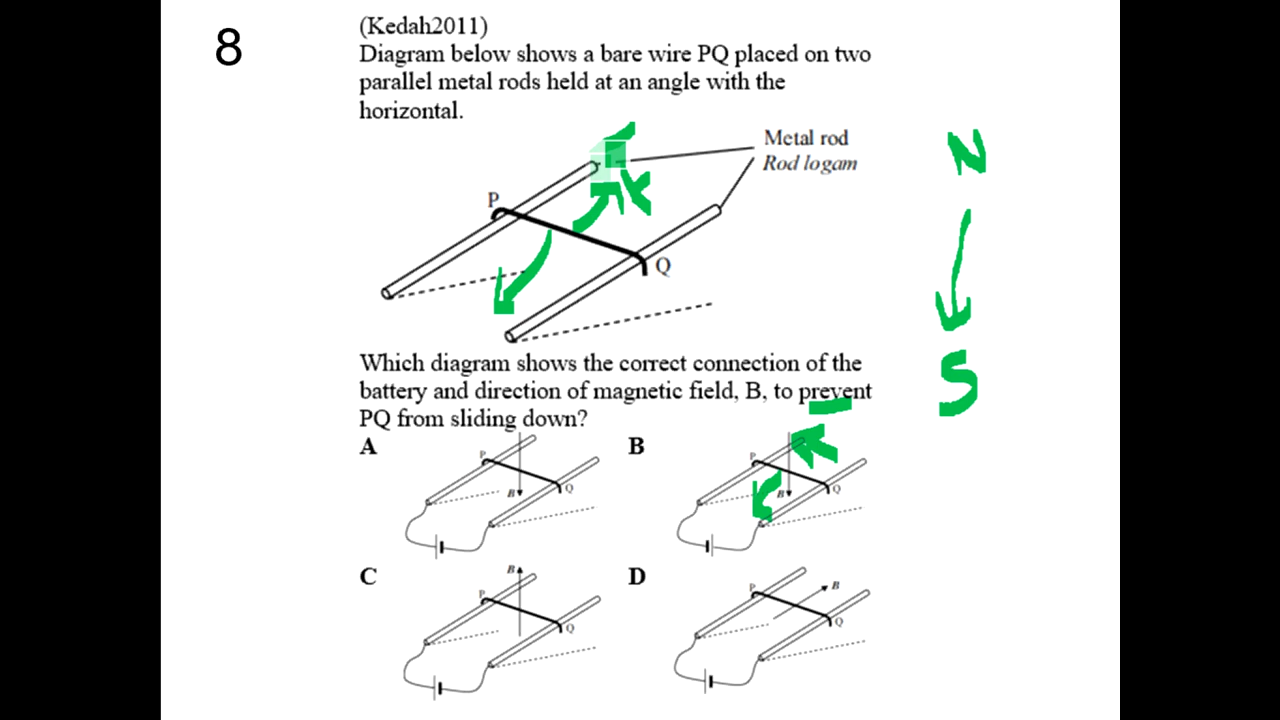 8
(Kedah2011)
Diagram below shows a bare wire PQ placed on two
parallel metal rods held at an angle with the
horizontal.
Metal rod
Rod logam
P
Q
N
S
Which diagram shows the correct connection of the
battery and direction of magnetic field, B, to prevent
PQ from sliding down?
A
P
B
Q
B
P
B
Q
C
B
P
Q
D
P
B
Q